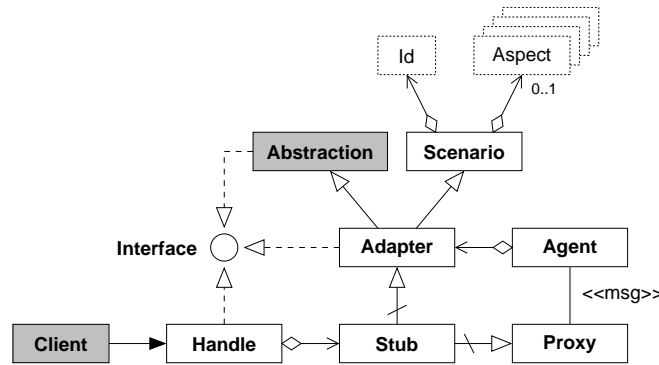 Id
Aspect
0..1
Abstraction
Scenario
Interface
Adapter
Agent
<<msg>>
Client
Handle
Stub
Proxy